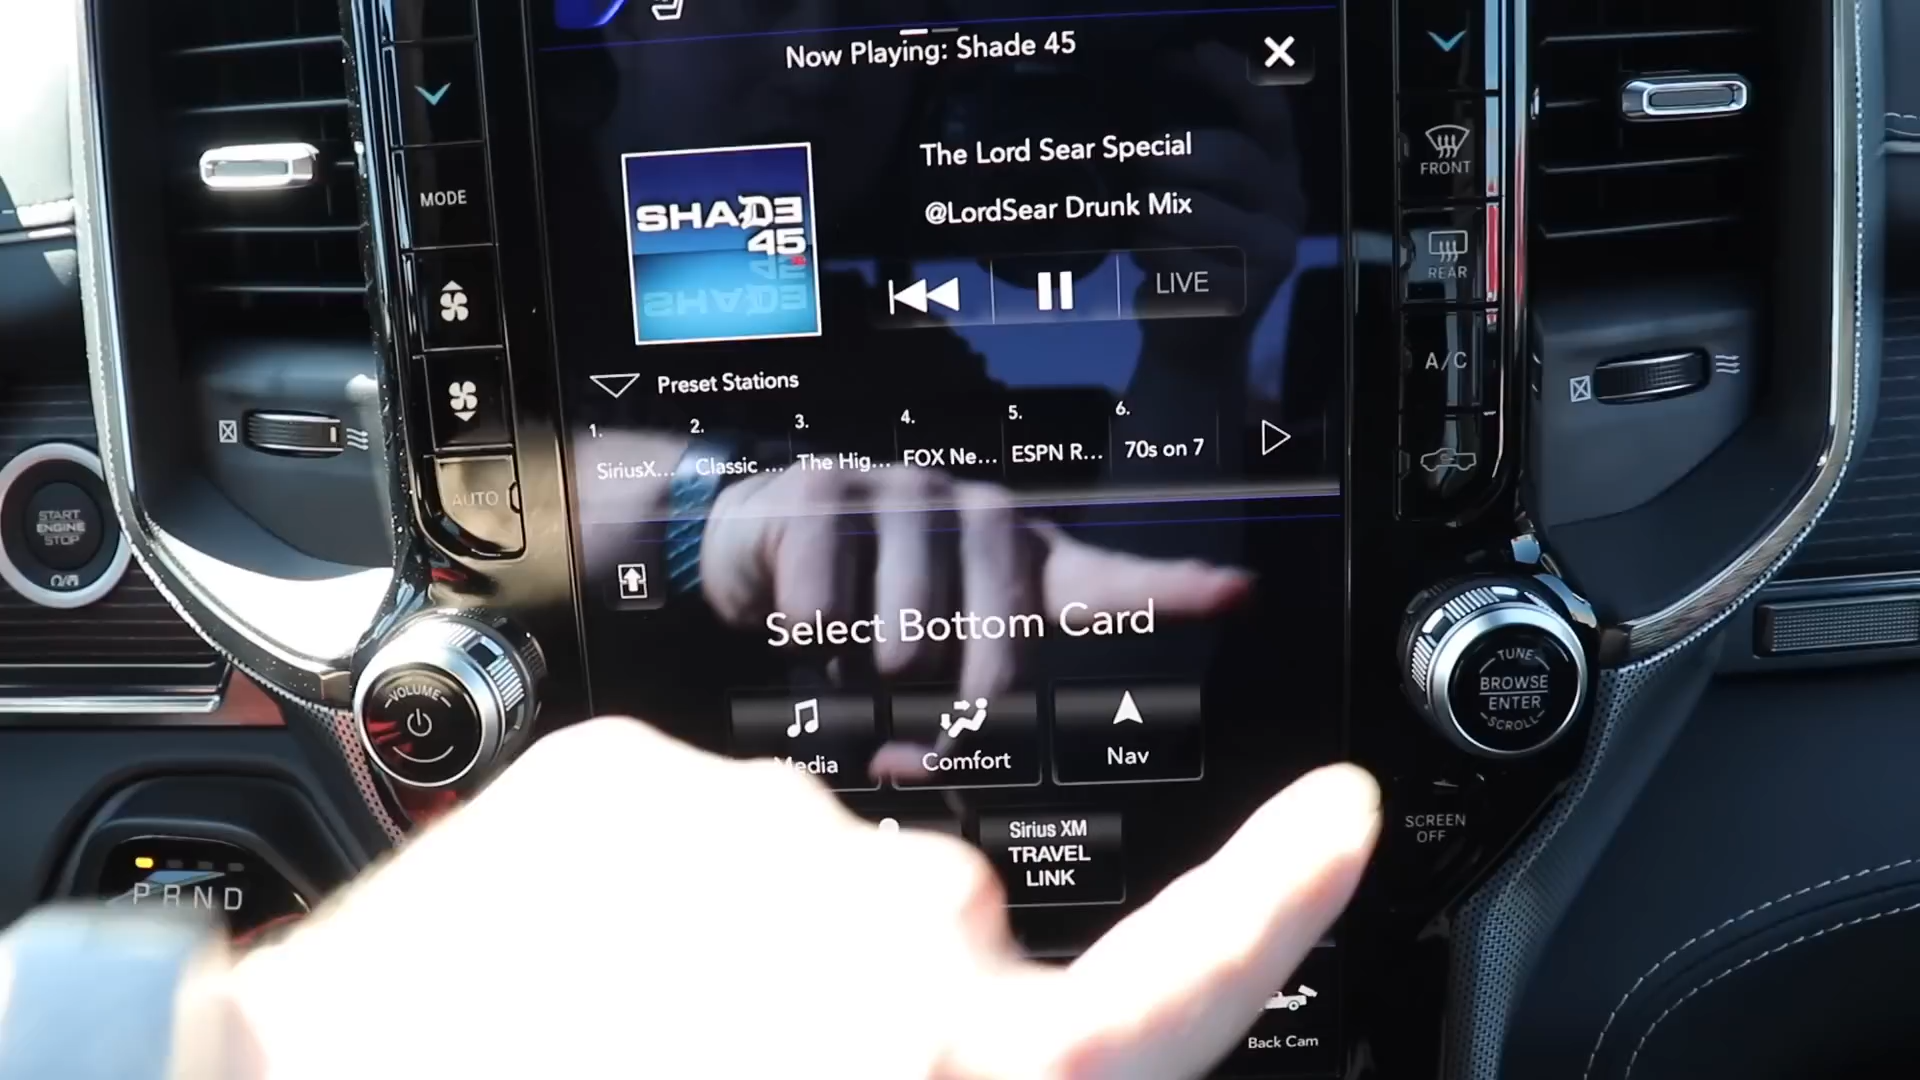 Now Playing: Shade 45
The Lord Sear Special
@LordSear Drunk Mix
SHADE
45
LIVE
Preset Stations
1.
2.
3.
4.
5.
6.
SiriusX...
Classic ...
The Hig...
FOX Ne...
ESPN R...
70s on 7
Select Bottom Card
Media
Comfort
Nav
Sirius XM
TRAVEL
LINK
Back Cam
MODE
AUTO
START
ENGINE
STOP
VOLUME
PRND
FRONT
REAR
A/C
TUNE
BROWSE
ENTER
SCROLL
SCREEN
OFF